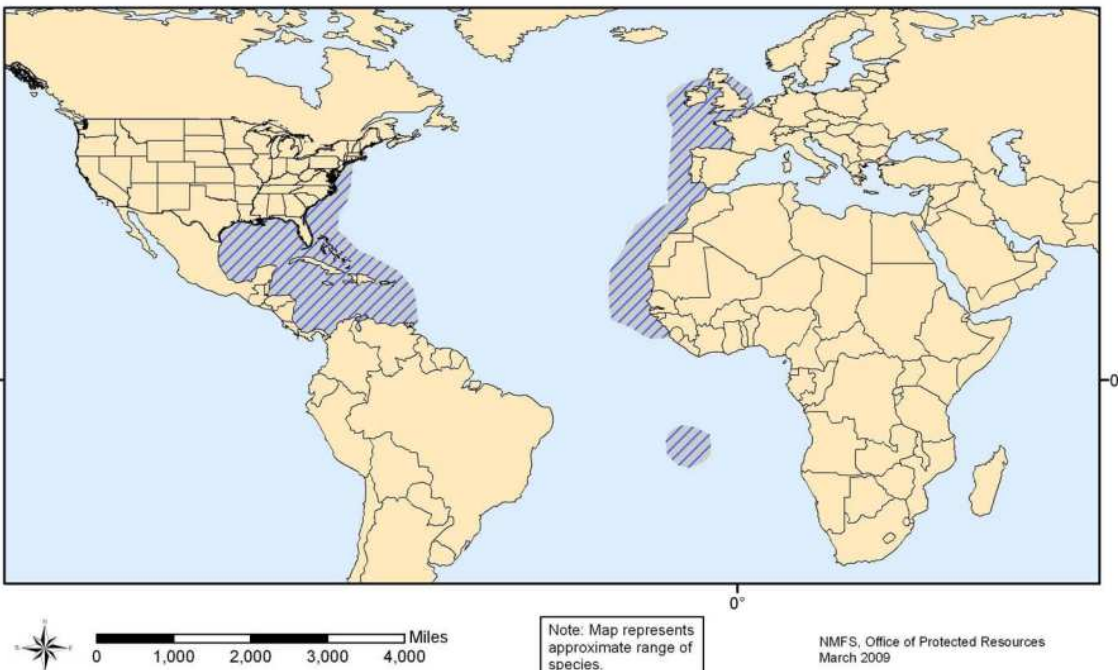 0
0°
Miles
0 1,000 2,000 3,000 4,000
Note: Map represents
approximate range of
species.
NMFS, Office of Protected Resources
March 2009